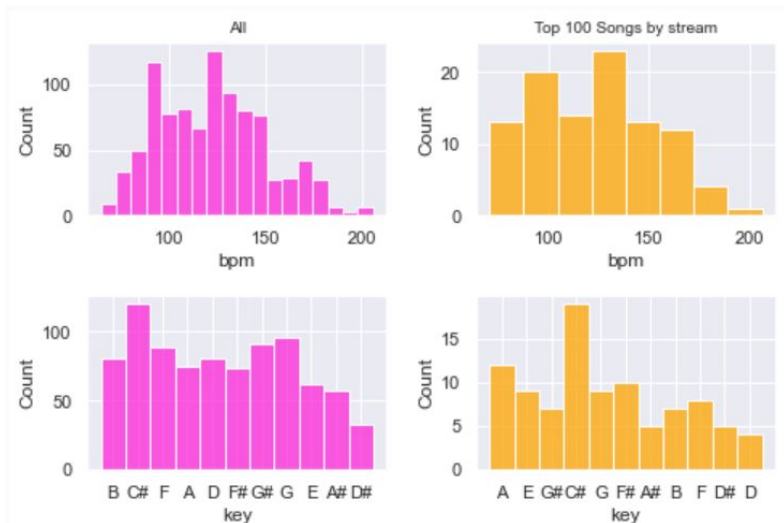 All
Count
100
50
0
100
150
200
bpm
Top 100 Songs by stream
Count
20
10
0
100
150
200
bpm
Count
100
50
0
B C# F A D F# G# G E A# D#
key
Count
15
10
5
0
A E G# C# G F# A# B F D# D
key